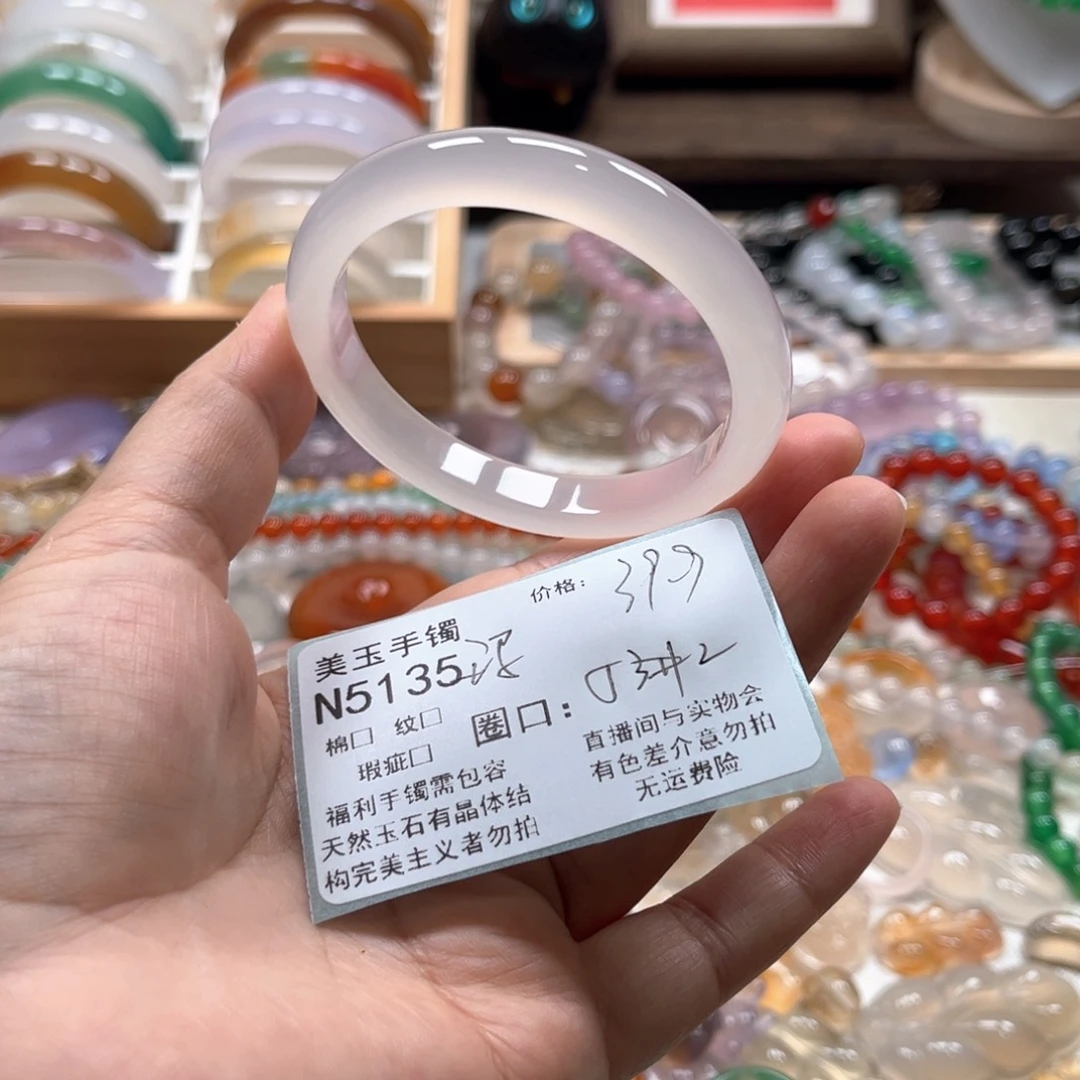 价格: 399
美玉手镯
N5135
棉□ 纹□
圈口:
瑕疵□
福利手镯需包容
天然玉石有晶体结
构完美主义者勿拍
直播间与实物会
有色差介意勿拍
无运费险